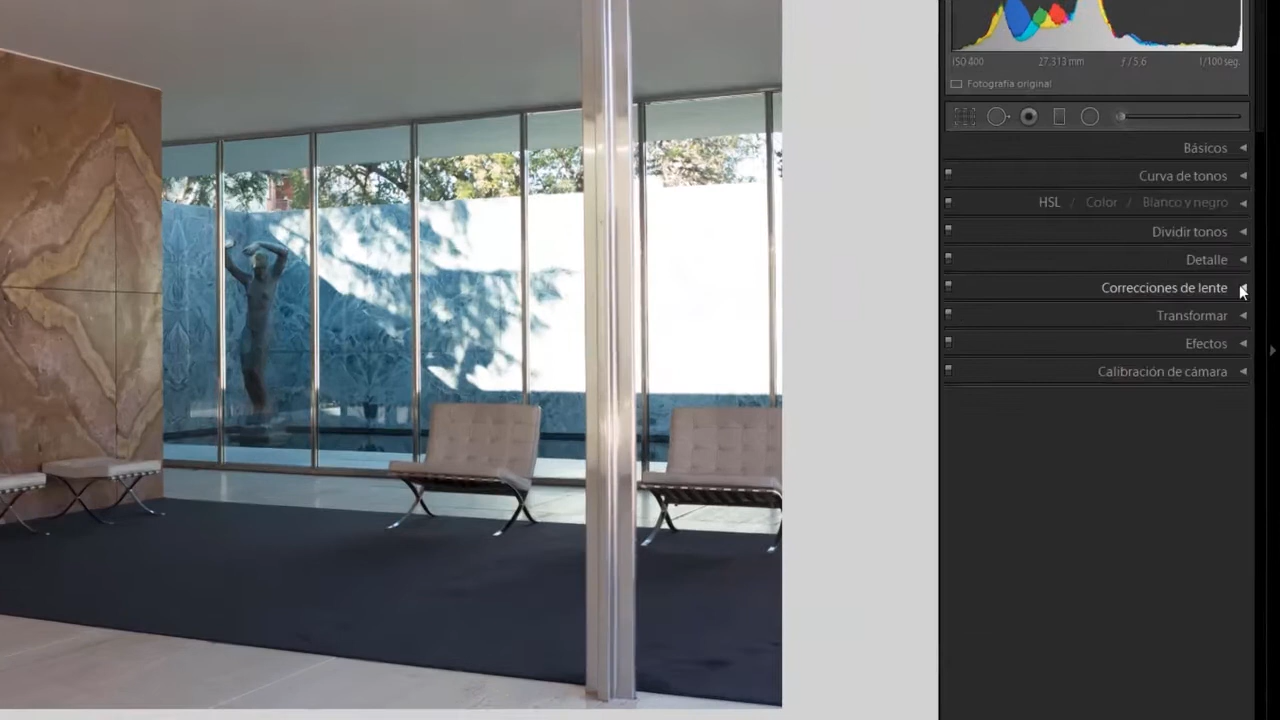 ISO 400 27,313 mm ƒ / 5,6 1/100 seg.
Fotografía original
Básicos
Curva de tonos
HSL / Color / Blanco y negro
Dividir tonos
Detalle
Correcciones de lente
Transformar
Efectos
Calibración de cámara